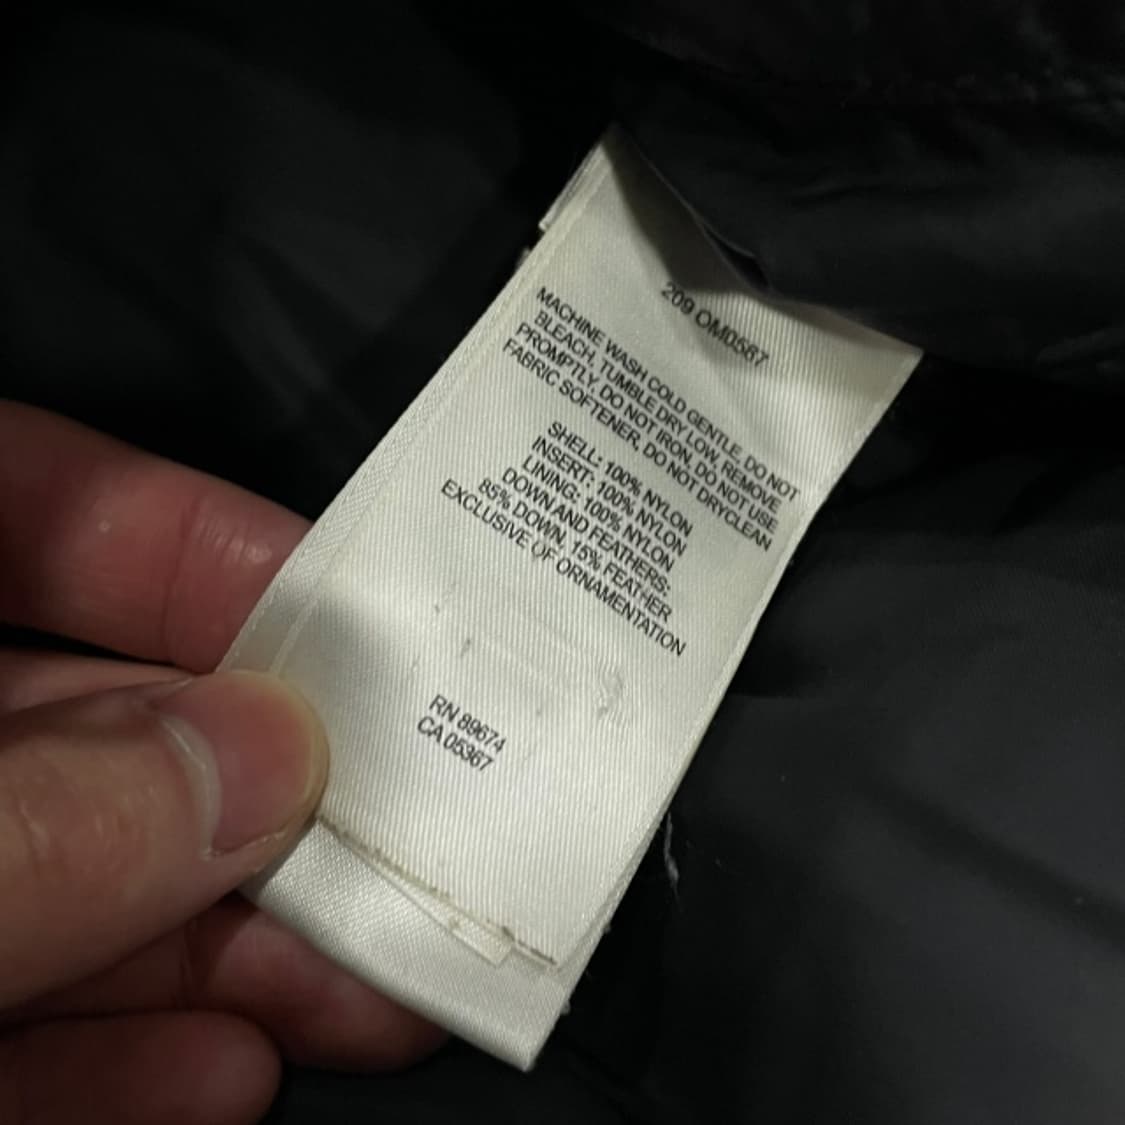 209 OM0587
MACHINE WASH COLD GENTLE, DO NOT
BLEACH, TUMBLE DRY LOW, REMOVE
PROMPTLY, DO NOT IRON, DO NOT USE
FABRIC SOFTENER, DO NOT DRYCLEAN
SHELL: 100% NYLON
INSERT: 100% NYLON
LINING: 100% NYLON
DOWN AND FEATHERS:
85% DOWN, 15% FEATHER
EXCLUSIVE OF ORNAMENTATION
RN 89674
CA 05367